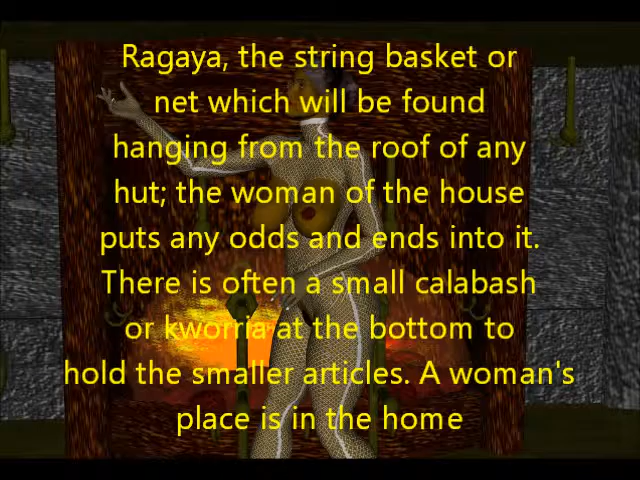 Ragaya, the string basket or
net which will be found
hanging from the roof of any
hut; the woman of the house
puts any odds and ends into it.
There is often a small calabash
or kworria at the bottom to
hold the smaller articles. A woman's
place is in the home